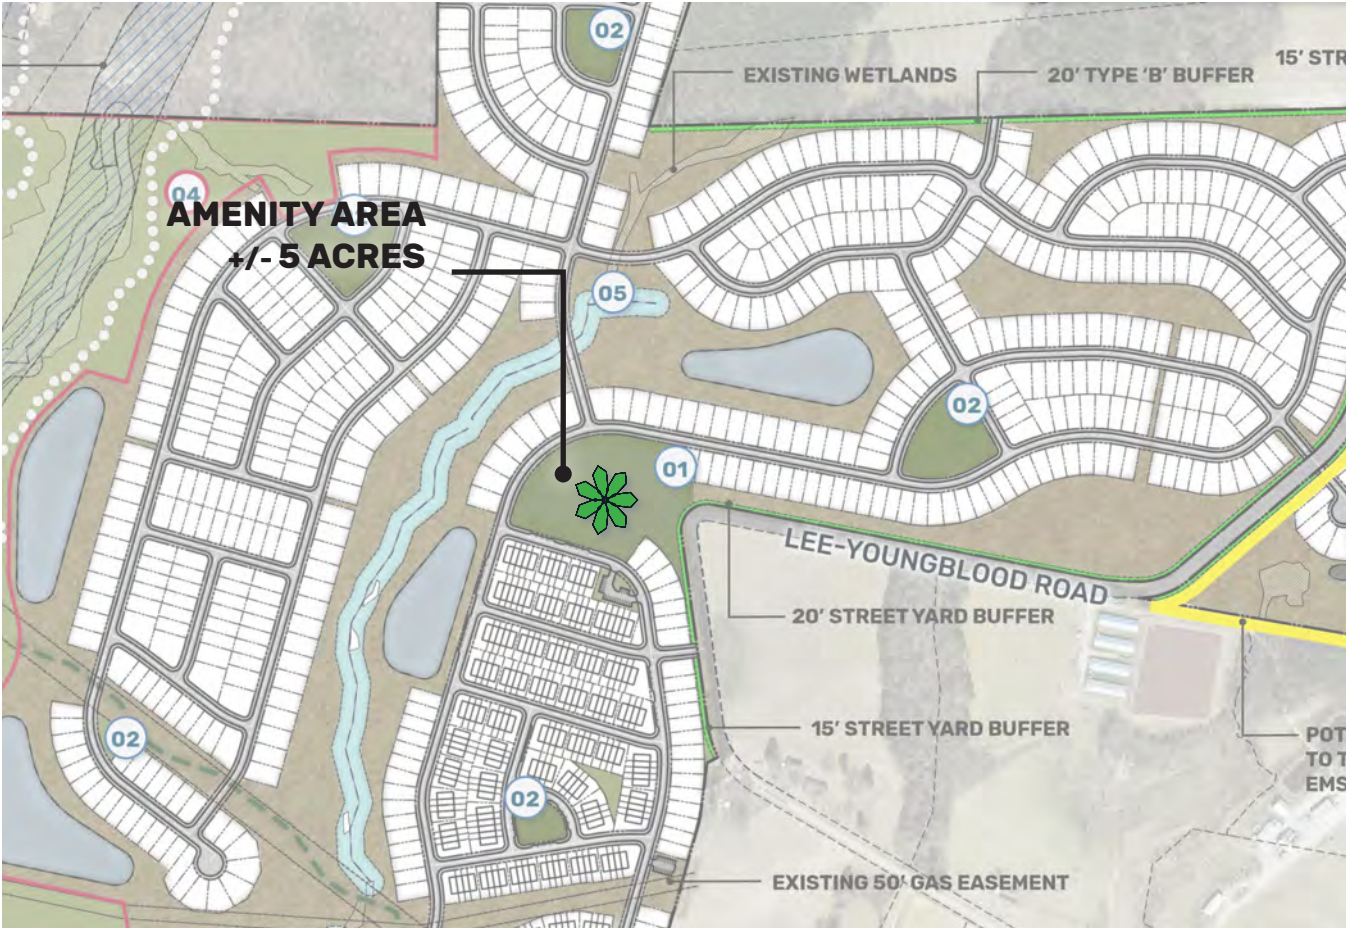 02
15' STR
EXISTING WETLANDS
20' TYPE 'B' BUFFER
04
AMENITY AREA
+/- 5 ACRES
05
02
01
LEE-YOUNGBLOOD ROAD
20' STREET YARD BUFFER
15' STREET YARD BUFFER
02
POT
TO T
EMS
02
EXISTING 50' GAS EASEMENT